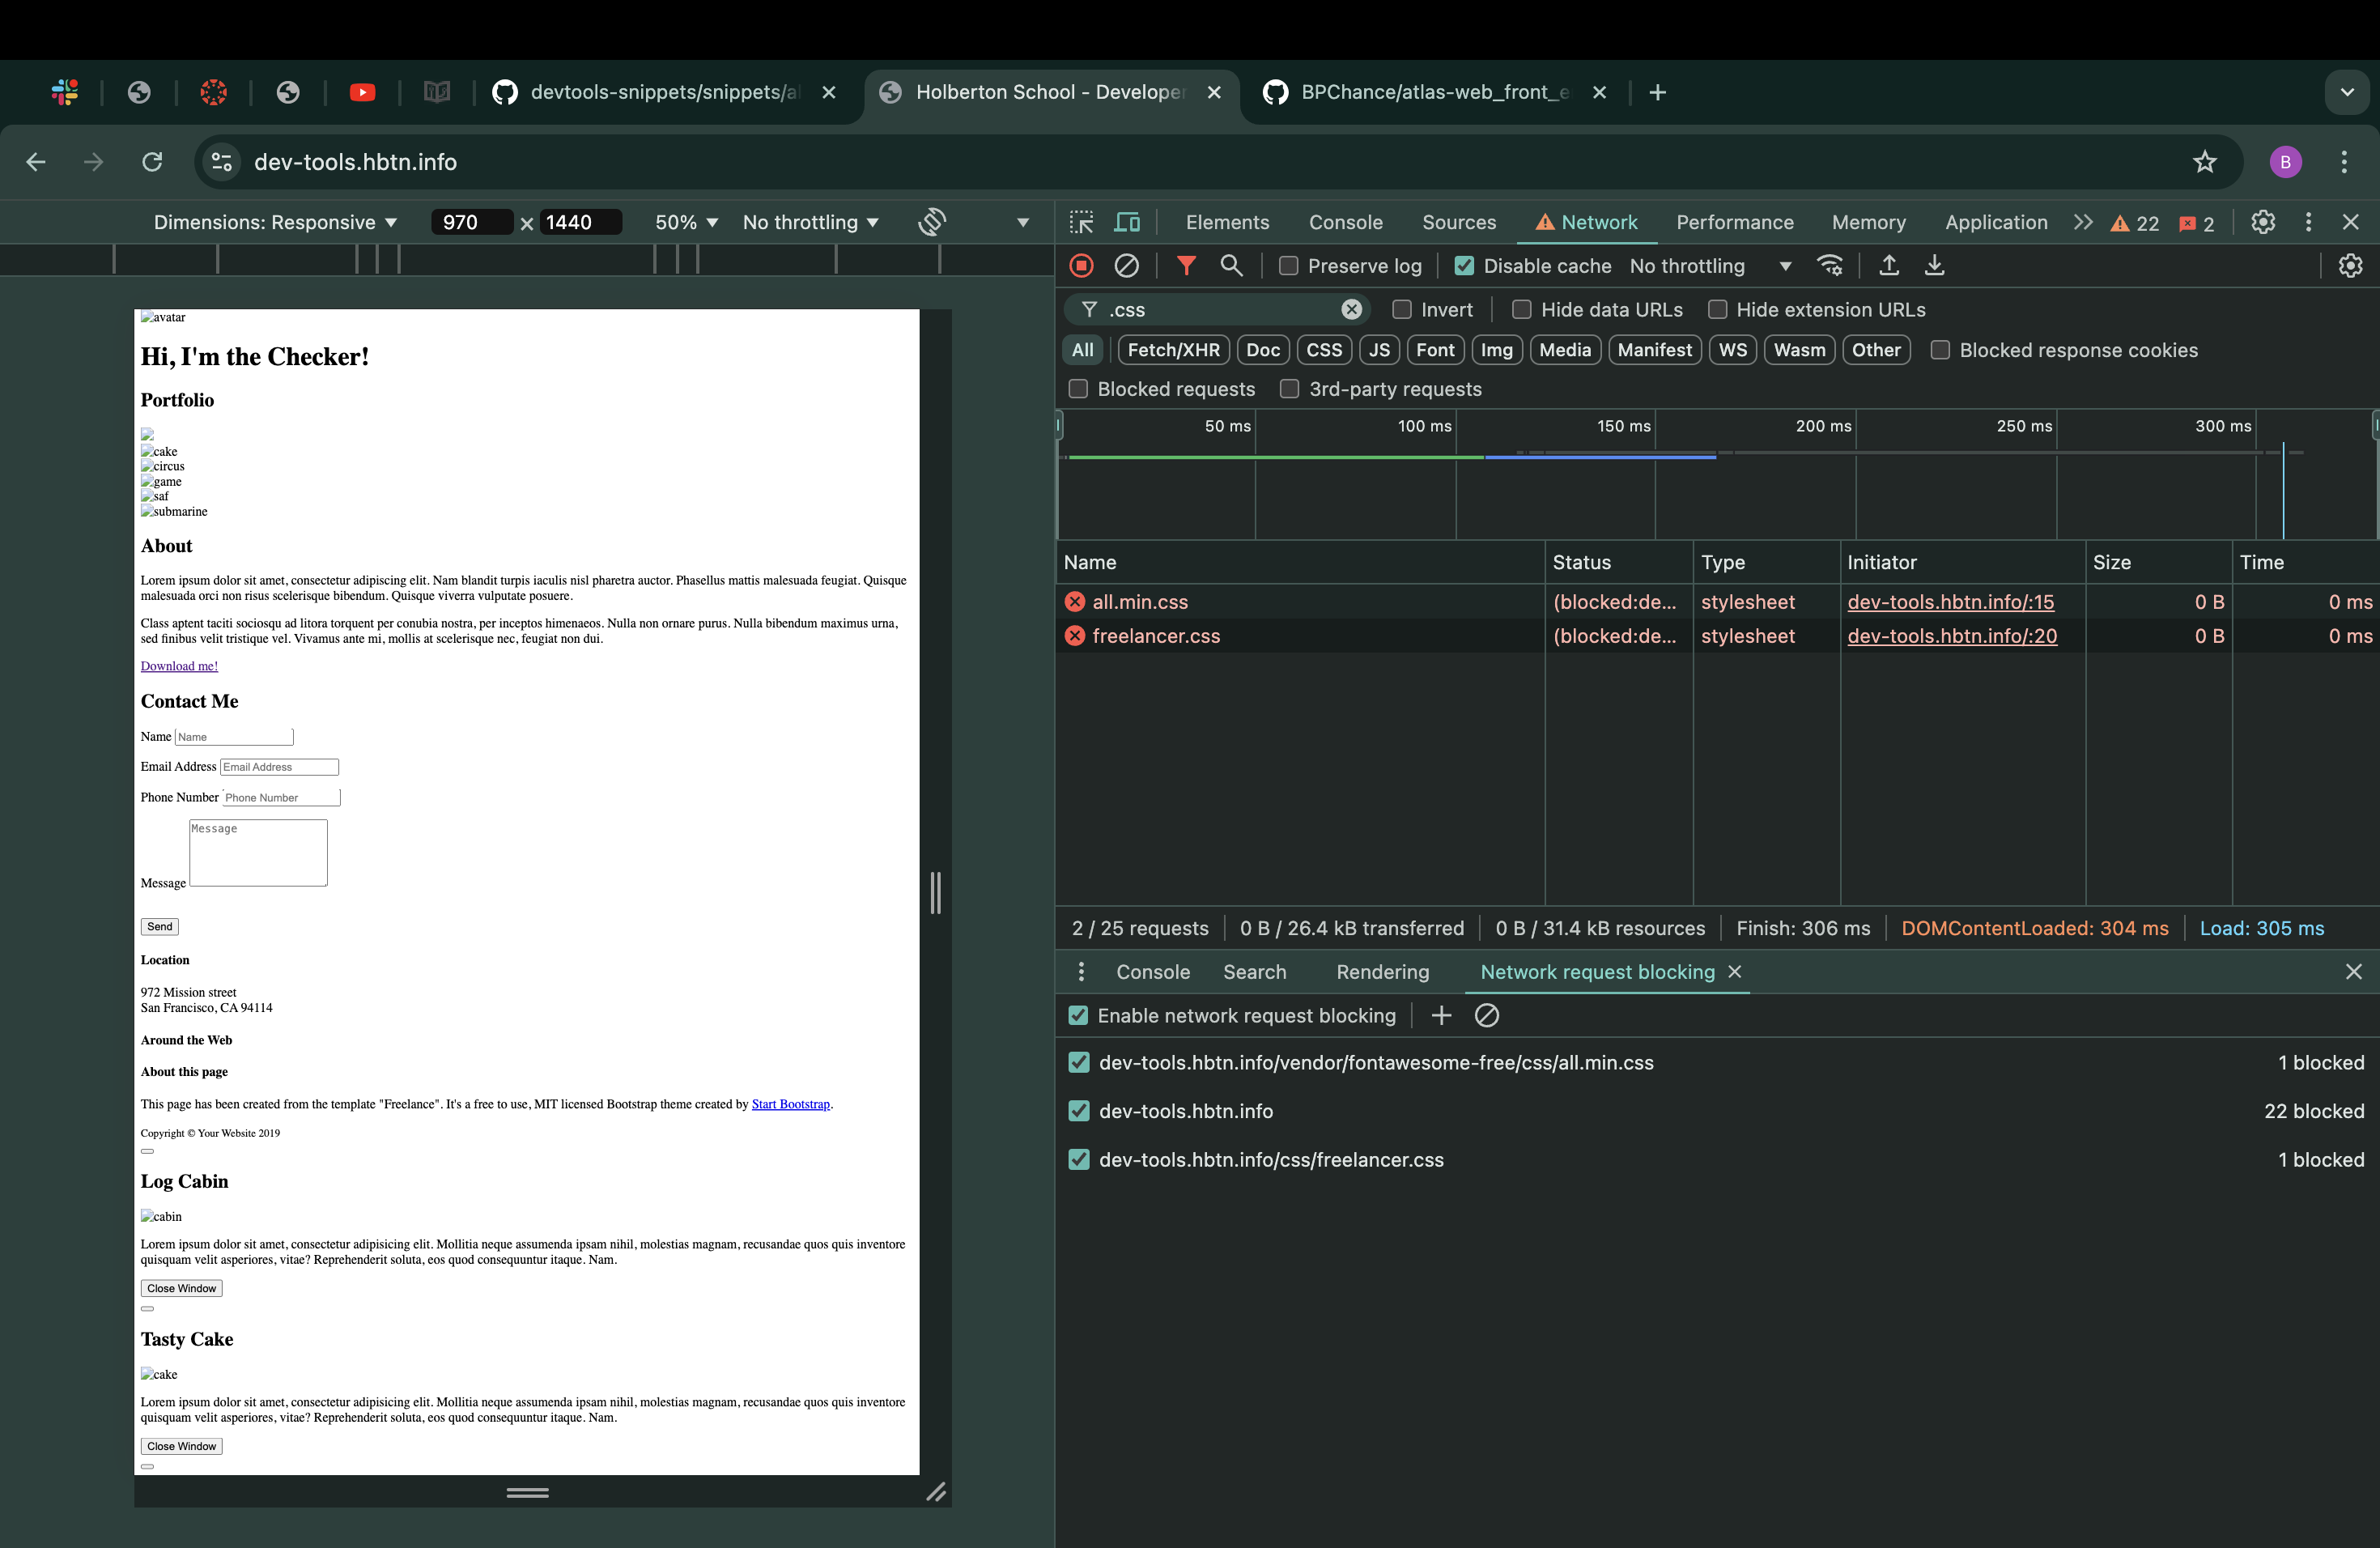 devtools-snippets/snippets/al
Holberton School - Developer
BPChance/atlas-web_front_e
dev-tools.hbtn.info
B
Dimensions: Responsive 970 × 1440 50% No throttling
Elements Console Sources Network Performance Memory Application 22 2
Preserve log Disable cache No throttling
.css Invert Hide data URLs Hide extension URLs
All Fetch/XHR Doc CSS JS Font Img Media Manifest WS Wasm Other Blocked response cookies
Blocked requests 3rd-party requests
50 ms 100 ms 150 ms 200 ms 250 ms 300 ms
Name Status Type Initiator Size Time
all.min.css (blocked:de... stylesheet dev-tools.hbtn.info/:15 0 B 0 ms
freelancer.css (blocked:de... stylesheet dev-tools.hbtn.info/:20 0 B 0 ms
2 / 25 requests 0 B / 26.4 kB transferred 0 B / 31.4 kB resources Finish: 306 ms DOMContentLoaded: 304 ms Load: 305 ms
Console Search Rendering Network request blocking
Enable network request blocking
dev-tools.hbtn.info/vendor/fontawesome-free/css/all.min.css 1 blocked
dev-tools.hbtn.info 22 blocked
dev-tools.hbtn.info/css/freelancer.css 1 blocked
avatar
Hi, I'm the Checker!
Portfolio
cake
circus
game
saf
submarine
About
Lorem ipsum dolor sit amet, consectetur adipiscing elit. Nam blandit turpis iaculis nisl pharetra auctor. Phasellus mattis malesuada feugiat. Quisque
malesuada orci non risus scelerisque bibendum. Quisque viverra vulputate posuere.
Class aptent taciti sociosqu ad litora torquent per conubia nostra, per inceptos himenaeos. Nulla non ornare purus. Nulla bibendum maximus urna,
sed finibus velit tristique vel. Vivamus ante mi, mollis at scelerisque nec, feugiat non dui.
Download me!
Contact Me
Name Name
Email Address Email Address
Phone Number Phone Number
Message
Message
Send
Location
972 Mission street
San Francisco, CA 94114
Around the Web
About this page
This page has been created from the template "Freelance". It's a free to use, MIT licensed Bootstrap theme created by Start Bootstrap.
Copyright © Your Website 2019
Log Cabin
cabin
Lorem ipsum dolor sit amet, consectetur adipisicing elit. Mollitia neque assumenda ipsam nihil, molestias magnam, recusandae quos quis inventore
quisquam velit asperiores, vitae? Reprehenderit soluta, eos quod consequuntur itaque. Nam.
Close Window
Tasty Cake
cake
Lorem ipsum dolor sit amet, consectetur adipisicing elit. Mollitia neque assumenda ipsam nihil, molestias magnam, recusandae quos quis inventore
quisquam velit asperiores, vitae? Reprehenderit soluta, eos quod consequuntur itaque. Nam.
Close Window